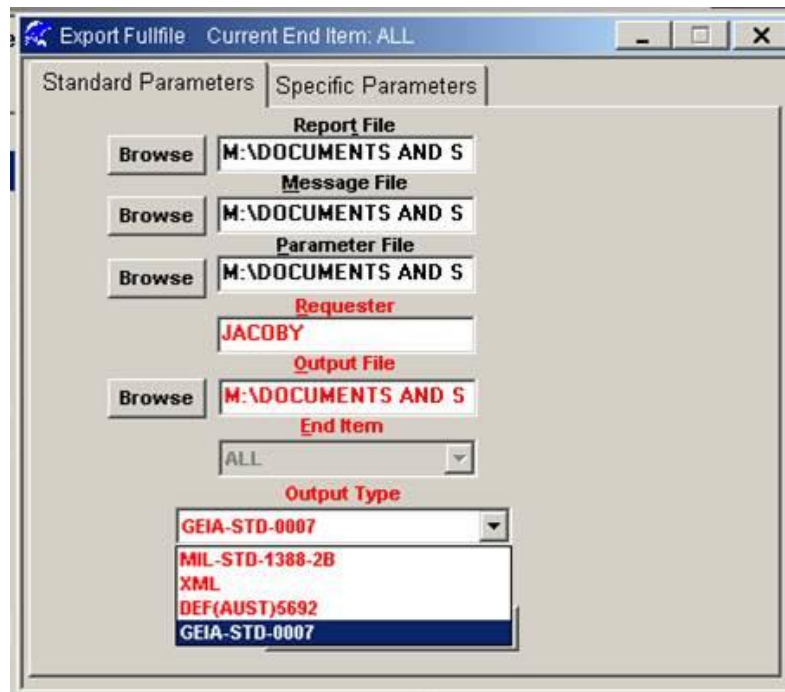 Export Fullfile Current End Item: ALL
Standard Parameters Specific Parameters
Report File
Browse M:\DOCUMENTS AND S
Message File
Browse M:\DOCUMENTS AND S
Parameter File
Browse M:\DOCUMENTS AND S
Requester
JACOBY
Output File
Browse M:\DOCUMENTS AND S
End Item
ALL
Output Type
GEIA-STD-0007
MIL-STD-1388-2B
XML
DEF(AUST)5692
GEIA-STD-0007